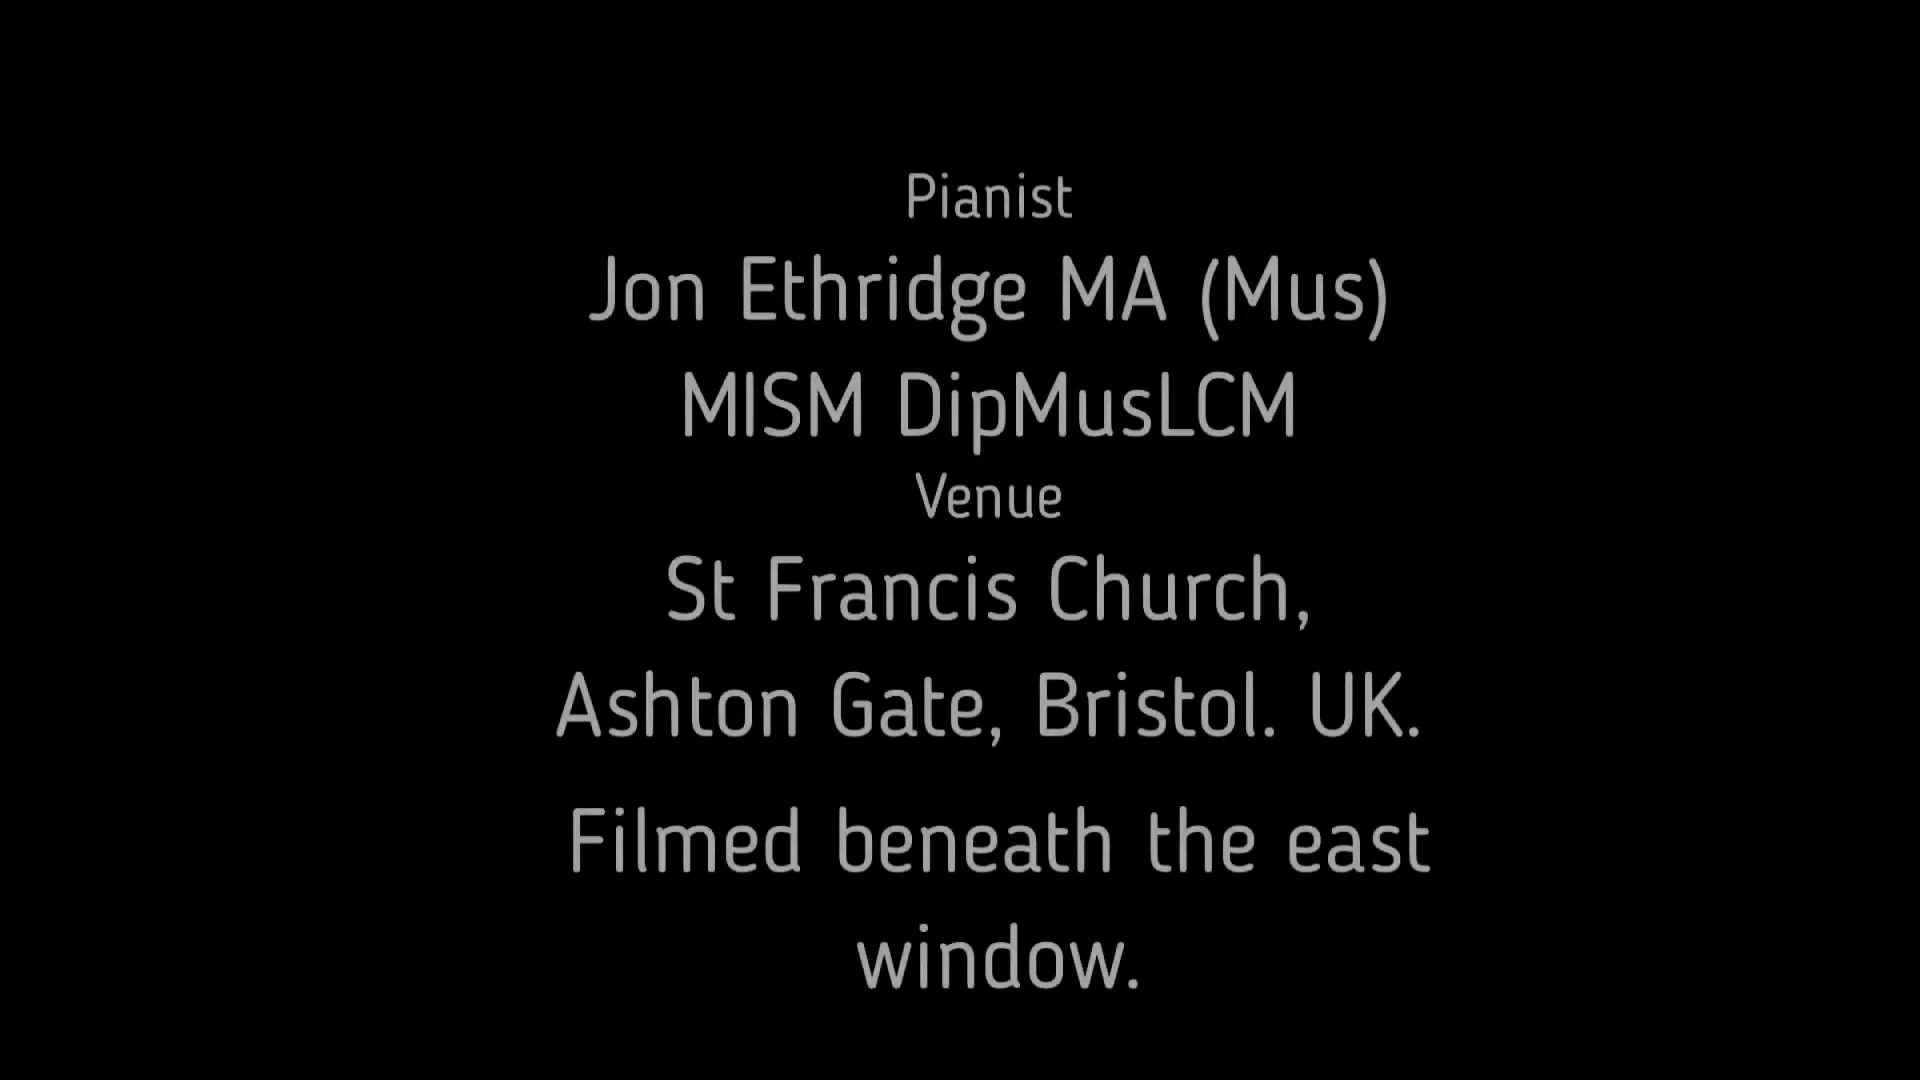 Pianist
Jon Ethridge MA (Mus)
MISM DipMusLCM
Venue
St Francis Church,
Ashton Gate, Bristol. UK.
Filmed beneath the east
window.